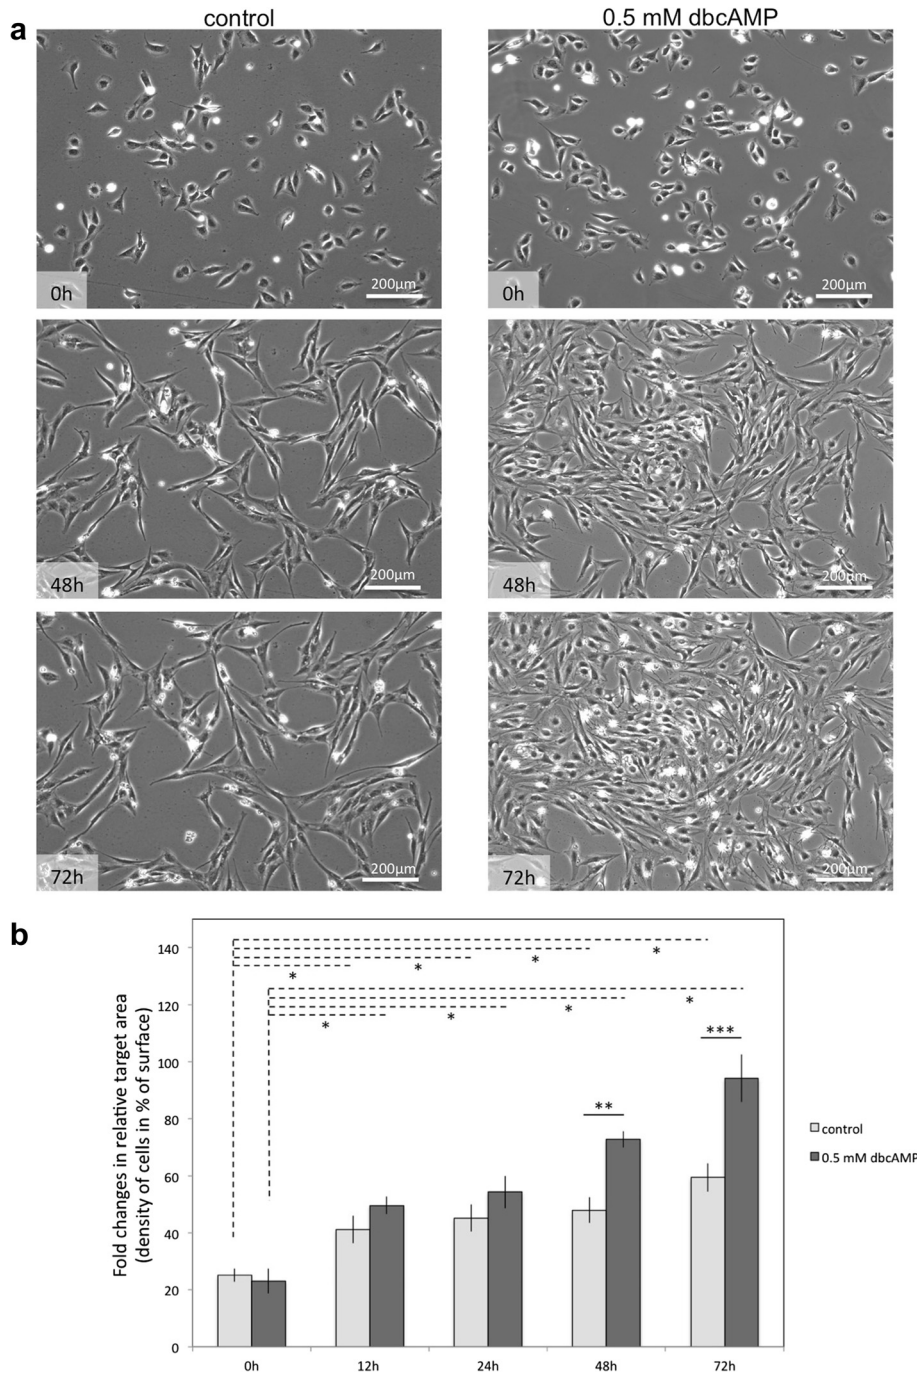 a
control
0.5 mM dbcAMP
0h
200µm
0h
200µm
48h
200µm
48h
200µm
72h
200µm
72h
200µm
b
Fold changes in relative target area
(density of cells in % of surface)
140
120
100
80
60
40
20
0
*
*
*
*
*
*
*
*
**
***
0h
12h
24h
48h
72h
control
0.5 mM dbcAMP